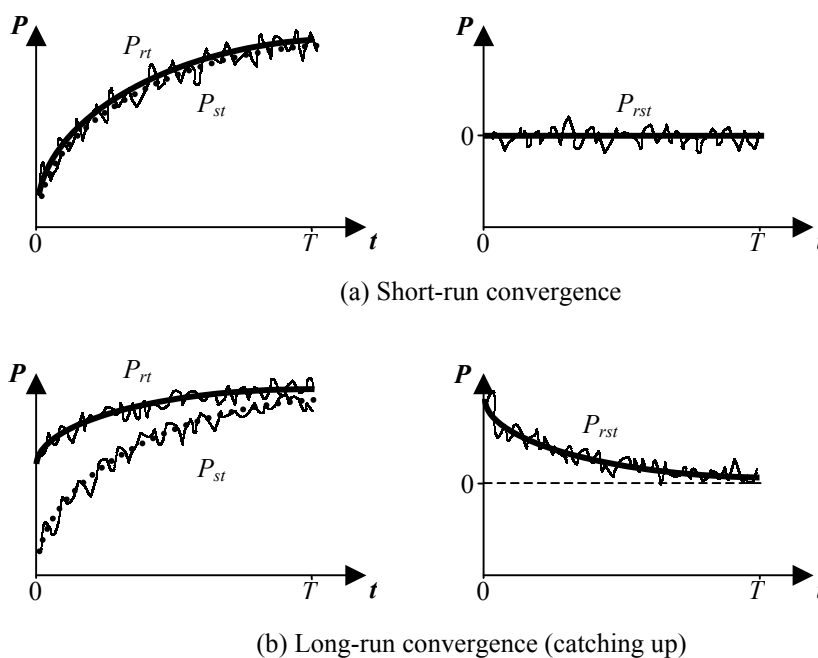 P
P_rt
P_st
0
T
t
P
P_rst
0
0
T
t
(a) Short-run convergence
P
P_rt
P_st
0
T
t
P
P_rst
0
0
T
t
(b) Long-run convergence (catching up)